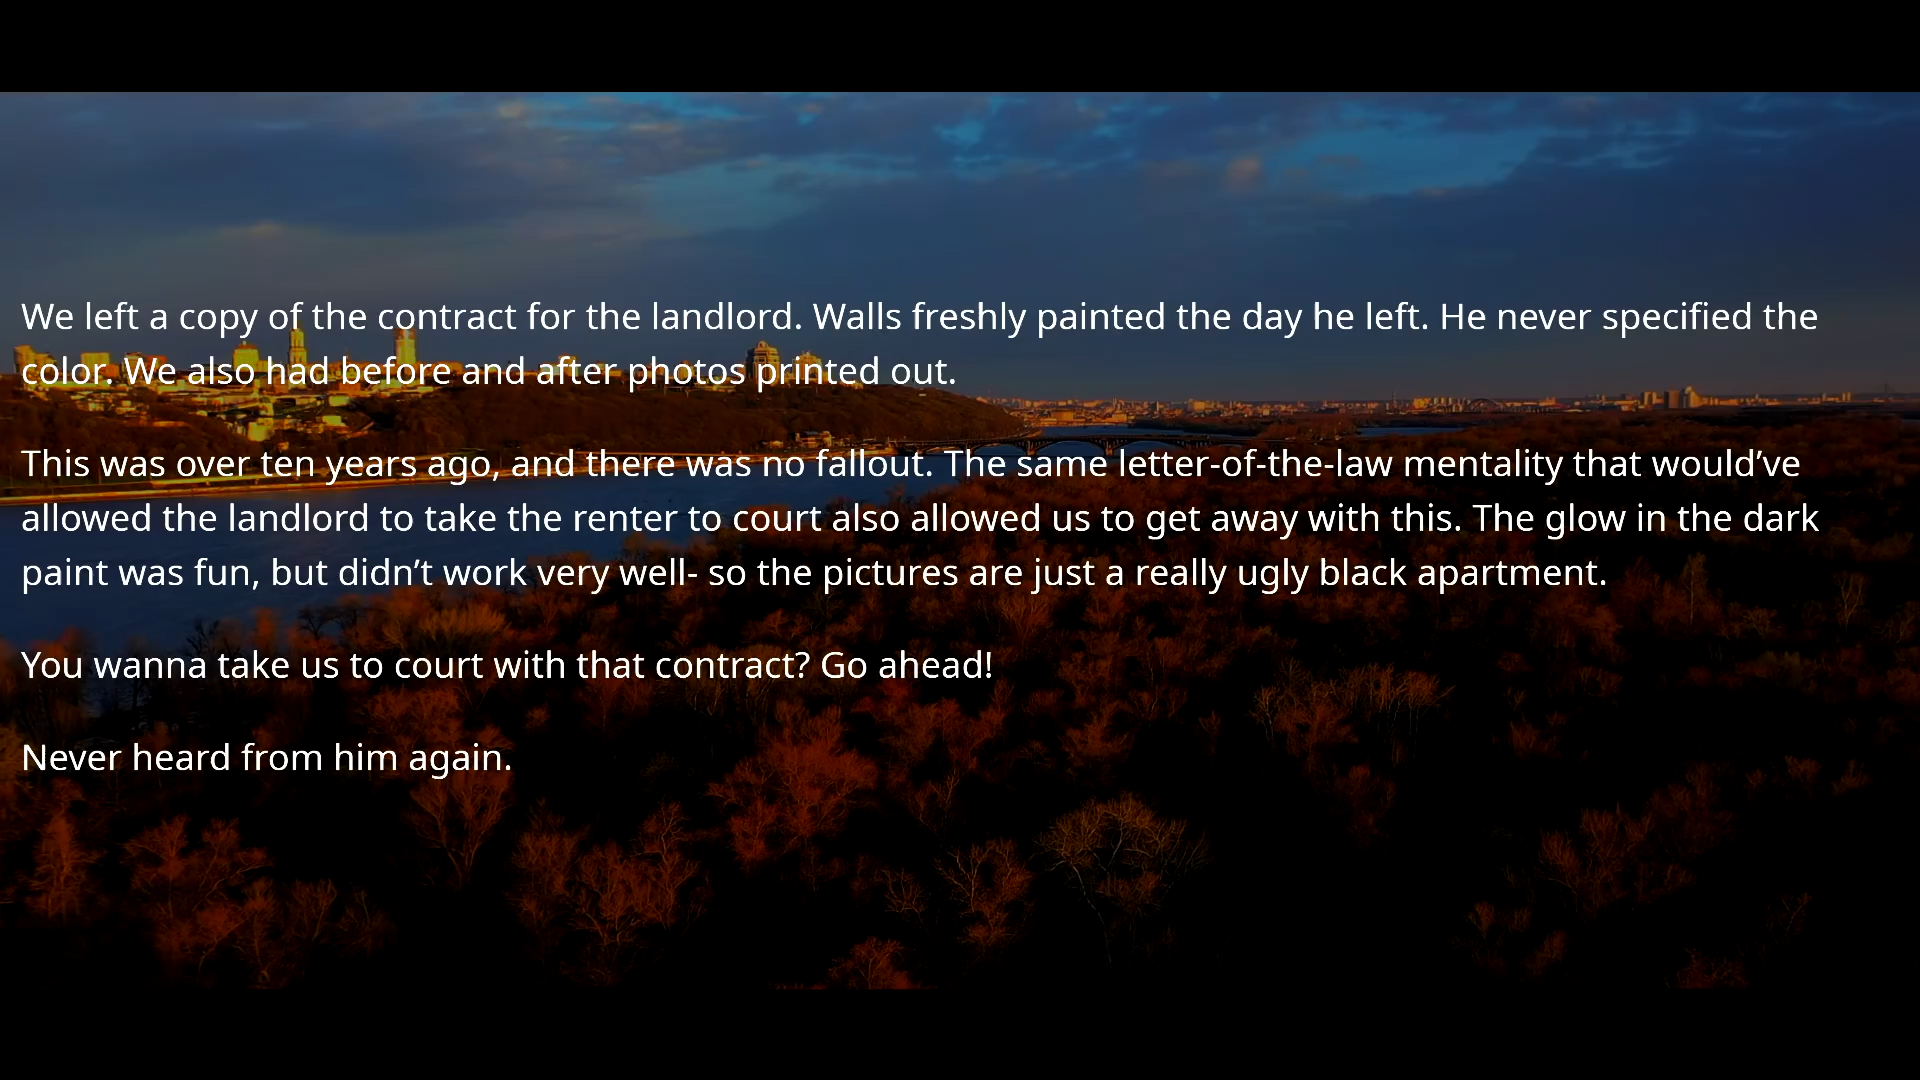 We left a copy of the contract for the landlord. Walls freshly painted the day he left. He never specified the
color. We also had before and after photos printed out.
This was over ten years ago, and there was no fallout. The same letter-of-the-law mentality that would’ve
allowed the landlord to take the renter to court also allowed us to get away with this. The glow in the dark
paint was fun, but didn’t work very well- so the pictures are just a really ugly black apartment.
You wanna take us to court with that contract? Go ahead!
Never heard from him again.